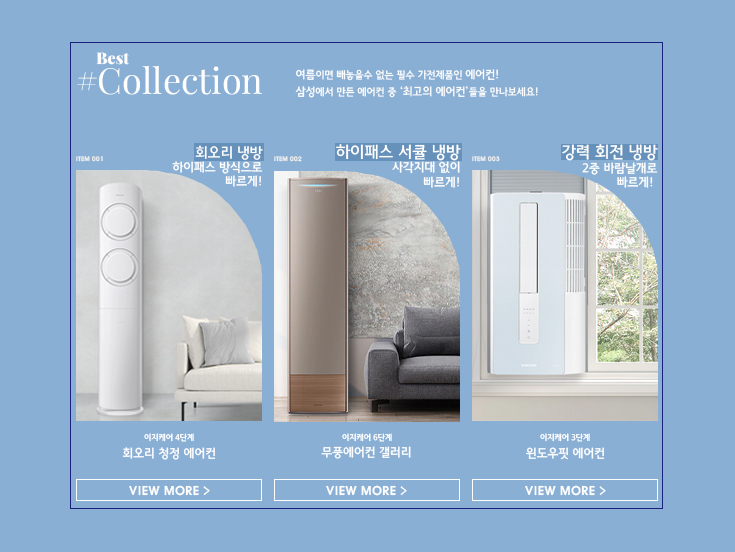 Best
#Collection
여름이면 빼놓을수 없는 필수 가전제품인 에어컨!
삼성에서 만든 에어컨 중 '최고의 에어컨'들을 만나보세요!
ITEM 001
회오리 냉방
하이패스 방식으로
빠르게!
이지케어 4단계
회오리 청정 에어컨
VIEW MORE >
ITEM 002
하이패스 서큘 냉방
사각지대 없이
빠르게!
이지케어 6단계
무풍에어컨 갤러리
VIEW MORE >
ITEM 003
강력 회전 냉방
2중 바람날개로
빠르게!
이지케어 3단계
윈도우핏 에어컨
VIEW MORE >